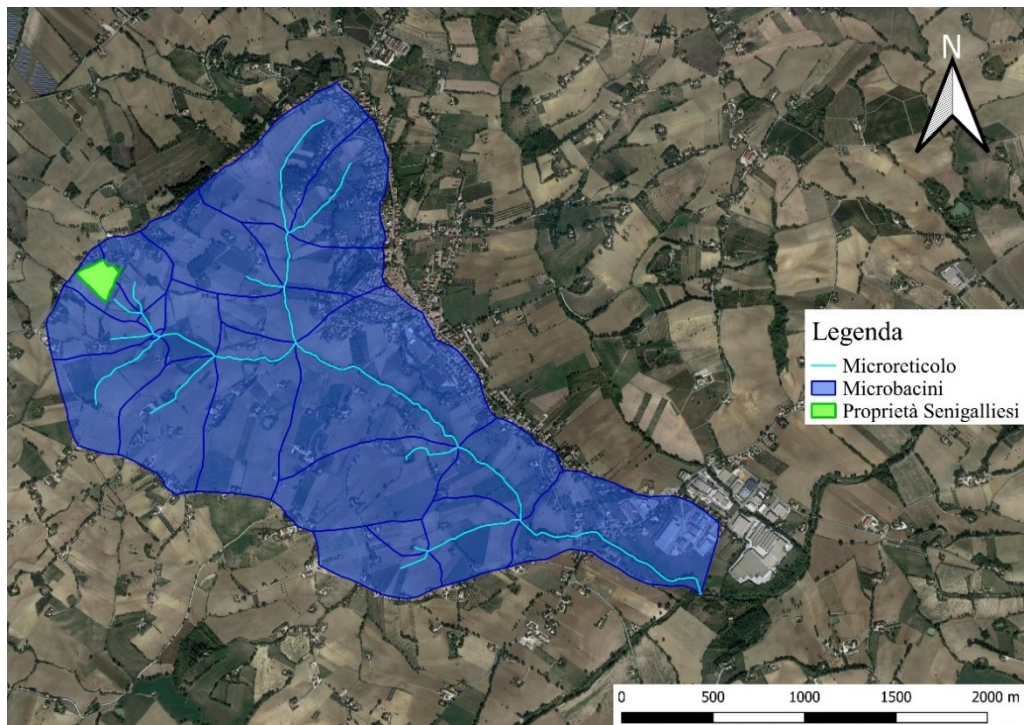 N
Legenda
Microreticolo
Microbacini
Proprietà Senigalliesi
0 500 1000 1500 2000 m